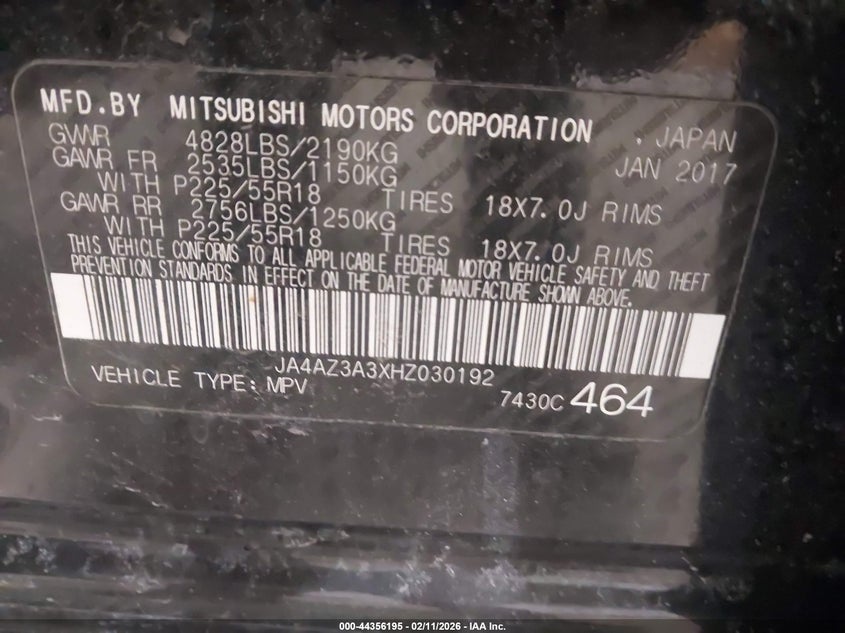 MFD.BY MITSUBISHI MOTORS CORPORATION , JAPAN
GVWR 4828LBS/2190KG JAN 2017
GAWR FR 2535LBS/1150KG
WITH P225/55R18 TIRES 18X7.0J RIMS
GAWR RR 2756LBS/1250KG
WITH P225/55R18 TIRES 18X7.0J RIMS
THIS VEHICLE CONFORMS TO ALL APPLICABLE FEDERAL MOTOR VEHICLE SAFETY AND THEFT
PREVENTION STANDARDS IN EFFECT ON THE DATE OF MANUFACTURE SHOWN ABOVE.
JA4AZ3A3XHZ030192
VEHICLE TYPE: MPV
7430C 464
000-44356195 - 02/11/2026 - IAA Inc.